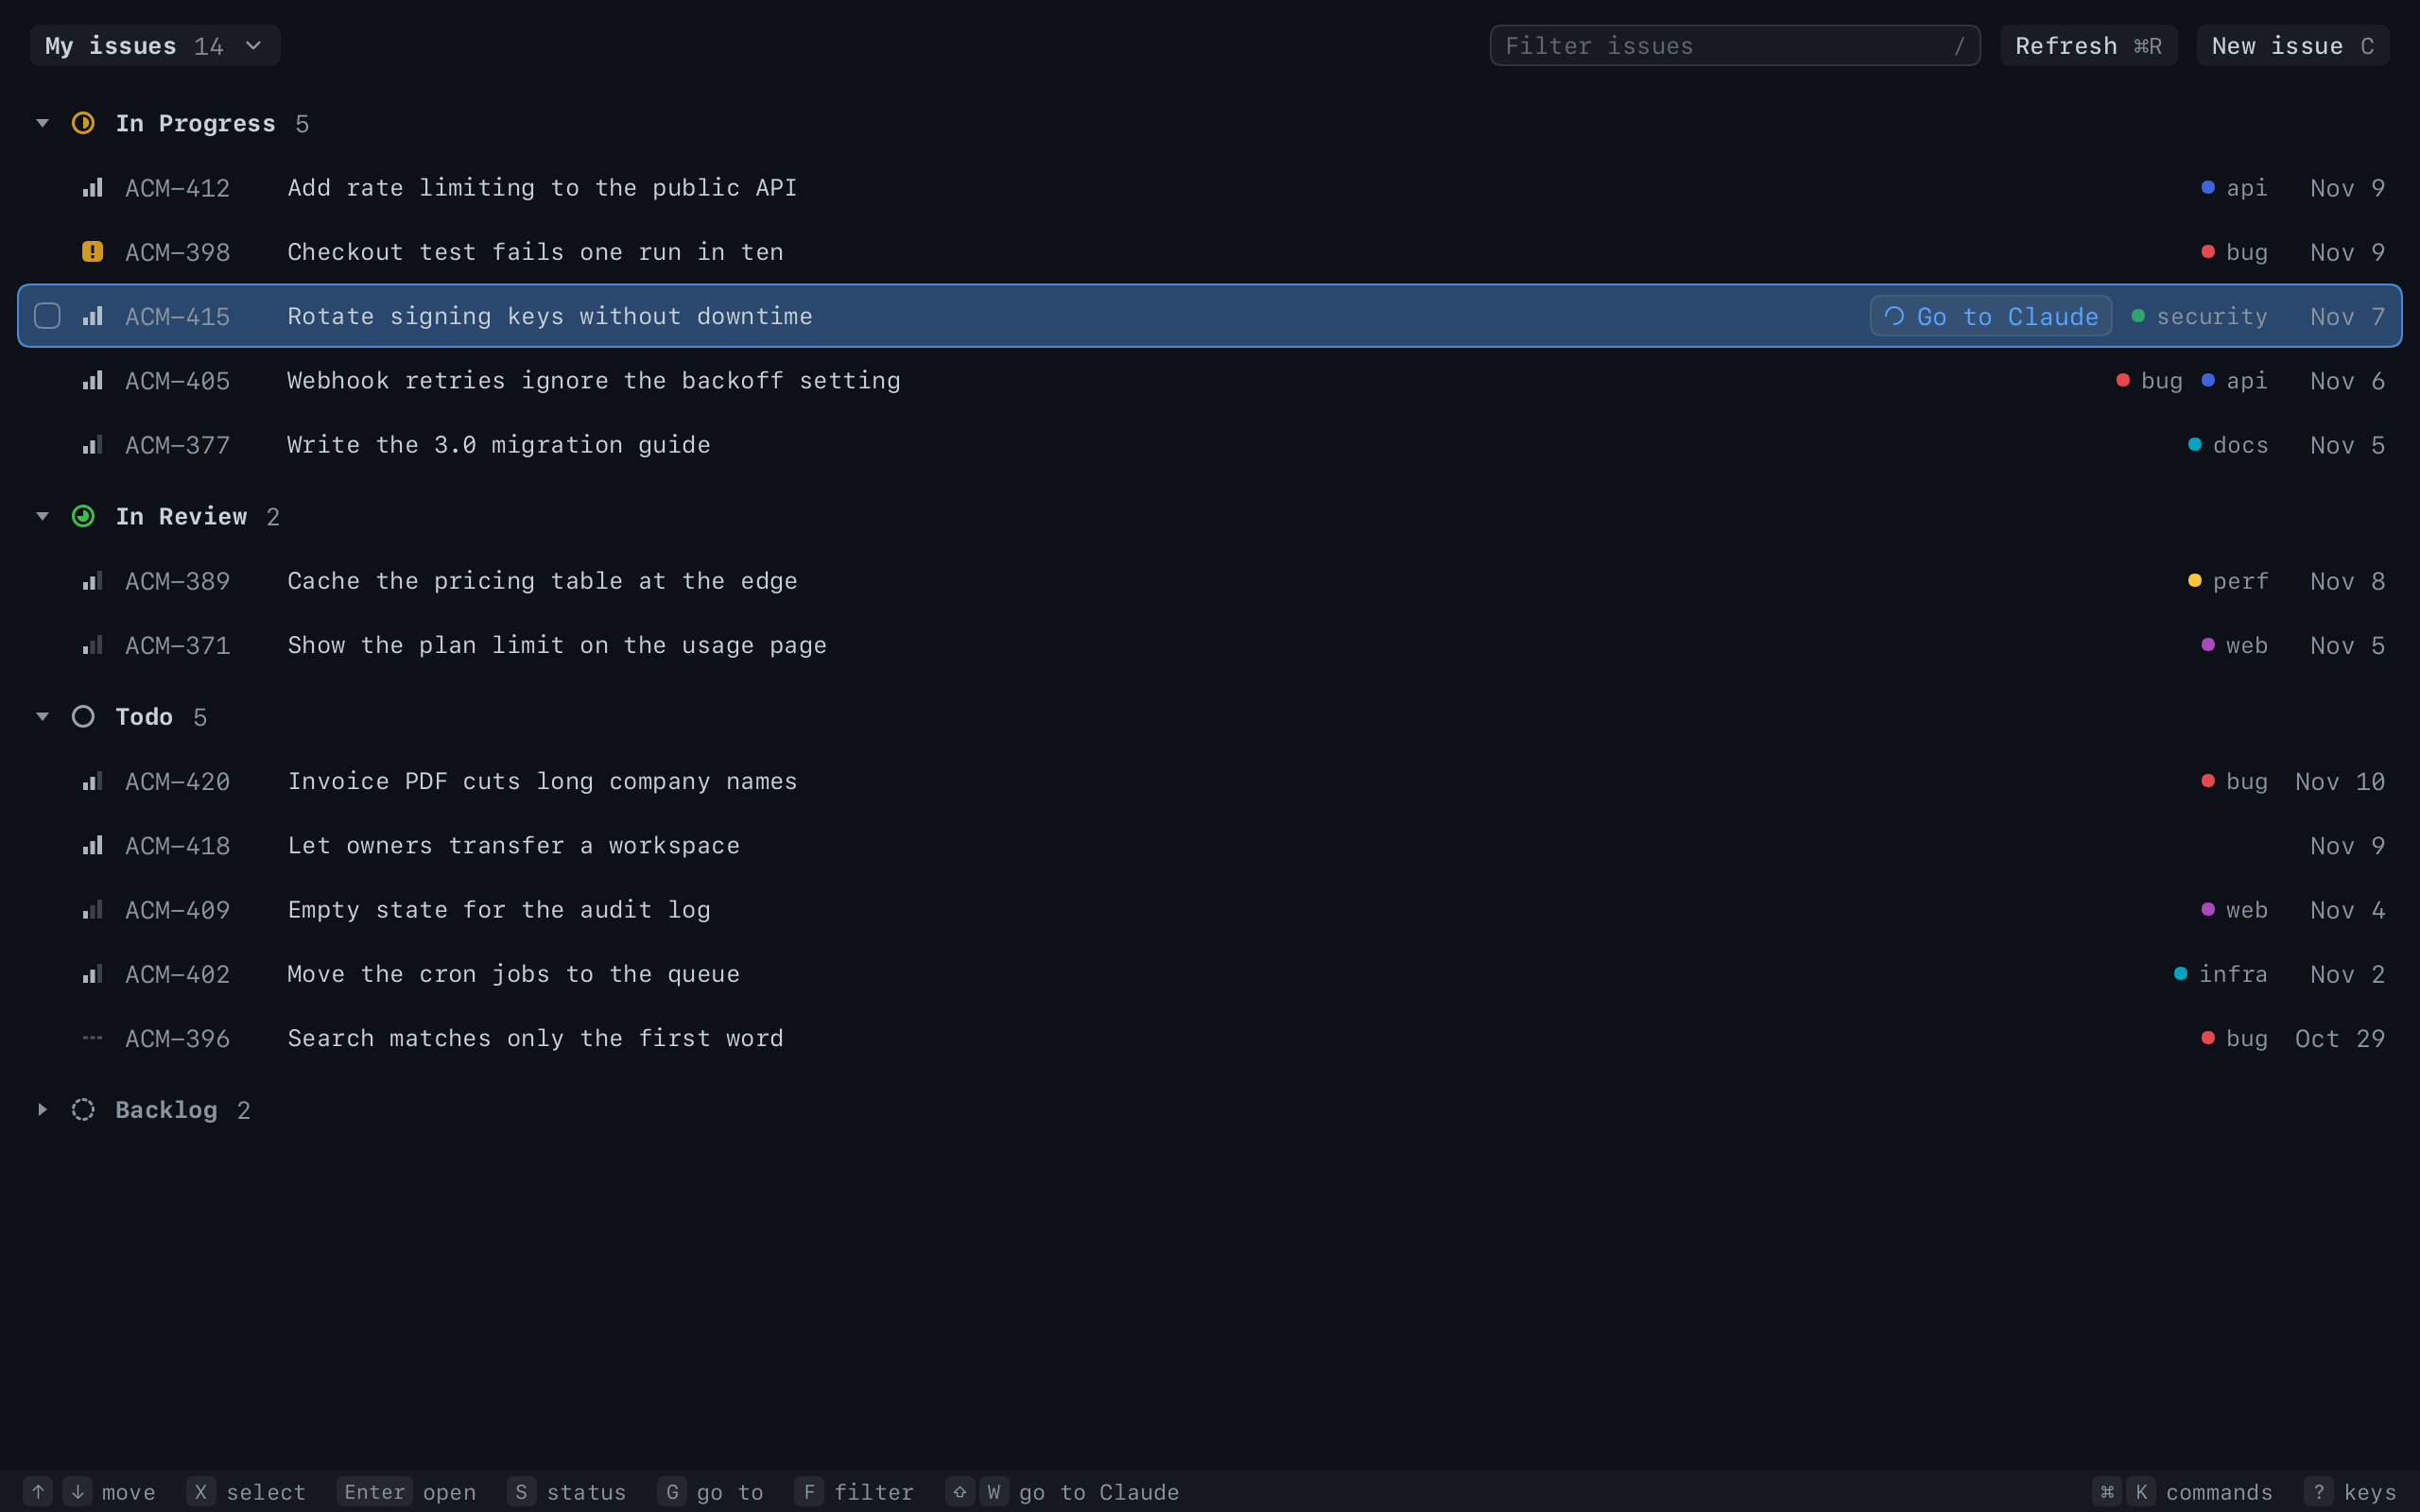 My issues 14 Filter issues / Refresh ⌘R New issue C
In Progress 5
ACM-412 Add rate limiting to the public API api Nov 9
ACM-398 Checkout test fails one run in ten bug Nov 9
ACM-415 Rotate signing keys without downtime Go to Claude security Nov 7
ACM-405 Webhook retries ignore the backoff setting bug api Nov 6
ACM-377 Write the 3.0 migration guide docs Nov 5
In Review 2
ACM-389 Cache the pricing table at the edge perf Nov 8
ACM-371 Show the plan limit on the usage page web Nov 5
Todo 5
ACM-420 Invoice PDF cuts long company names bug Nov 10
ACM-418 Let owners transfer a workspace Nov 9
ACM-409 Empty state for the audit log web Nov 4
ACM-402 Move the cron jobs to the queue infra Nov 2
ACM-396 Search matches only the first word bug Oct 29
Backlog 2
↑ ↓ move X select Enter open S status G go to F filter ⇧ W go to Claude ⌘ K commands ? keys